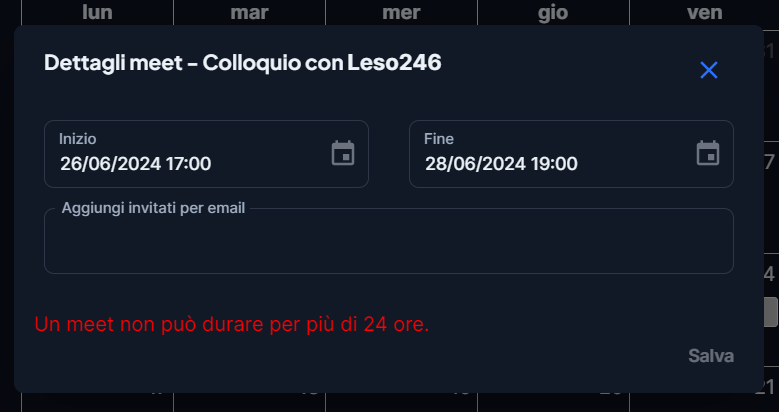 lun mar mer gio ven
Dettagli meet – Colloquio con Leso246
Inizio
26/06/2024 17:00
Fine
28/06/2024 19:00
Aggiungi invitati per email
Un meet non può durare per più di 24 ore.
Salva
21